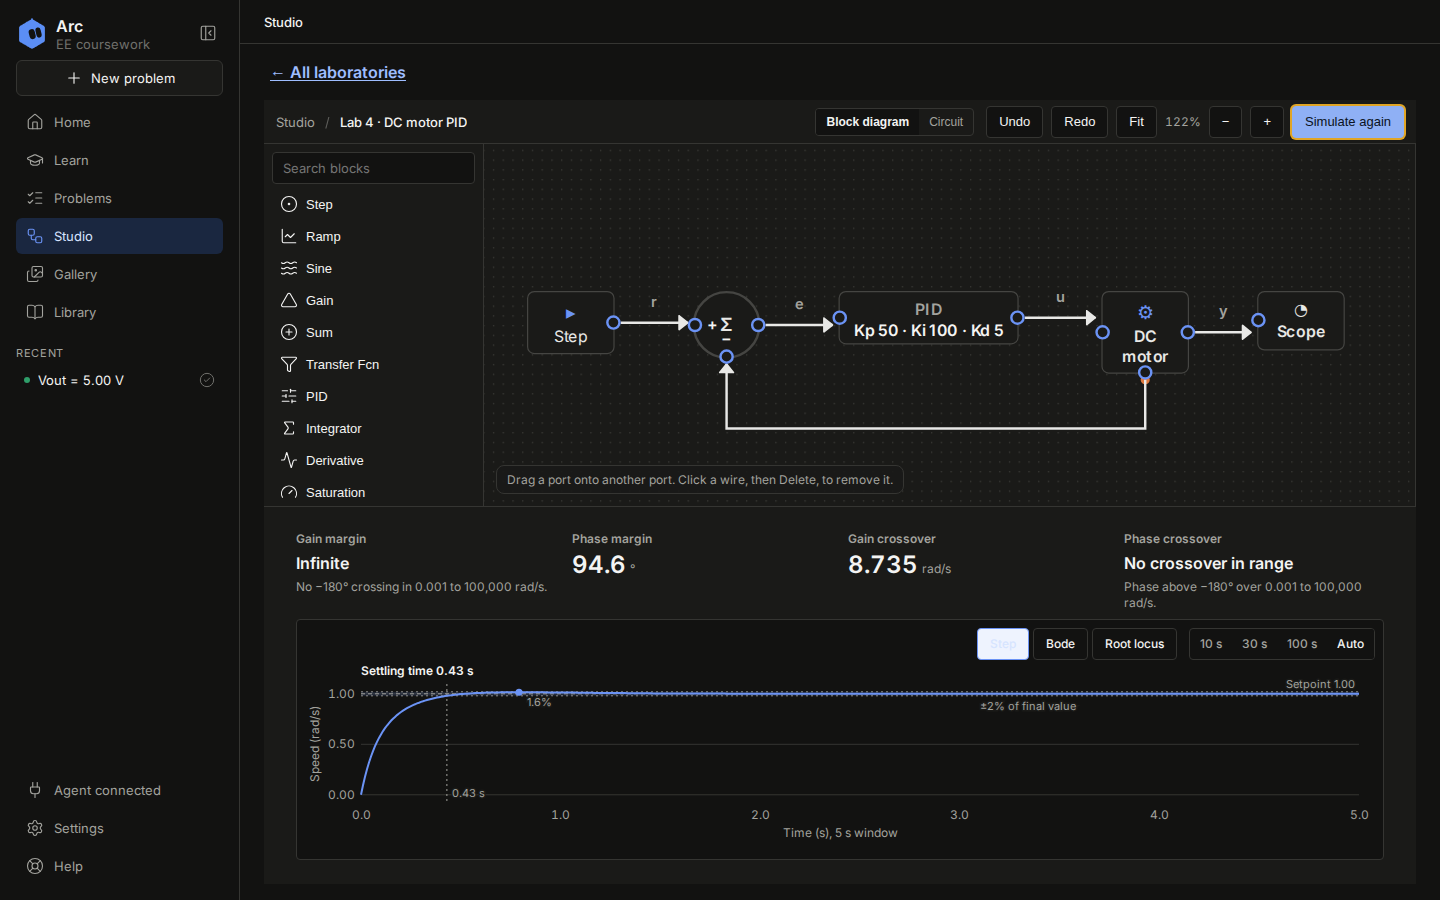 Arc
EE coursework
New problem
Home
Learn
Problems
Studio
Gallery
Library
RECENT
Vout = 5.00 V
Agent connected
Settings
Help
Studio
← All laboratories
Studio / Lab 4 · DC motor PID
Block diagram
Circuit
Undo
Redo
Fit
122%
−
+
Simulate again
Search blocks
Step
Ramp
Sine
Gain
Sum
Transfer Fcn
PID
Integrator
Derivative
Saturation
Step
r
+ Σ
−
e
PID
Kp 50 · Ki 100 · Kd 5
u
DC
motor
y
Scope
Drag a port onto another port. Click a wire, then Delete, to remove it.
Gain margin
Infinite
No −180° crossing in 0.001 to 100,000 rad/s.
Phase margin
94.6 °
Gain crossover
8.735 rad/s
Phase crossover
No crossover in range
Phase above −180° over 0.001 to 100,000
rad/s.
Step
Bode
Root locus
10 s
30 s
100 s
Auto
Settling time 0.43 s
Setpoint 1.00
1.00
1.6%
±2% of final value
Speed (rad/s)
0.50
0.00
0.43 s
0.0
1.0
2.0
3.0
4.0
5.0
Time (s), 5 s window